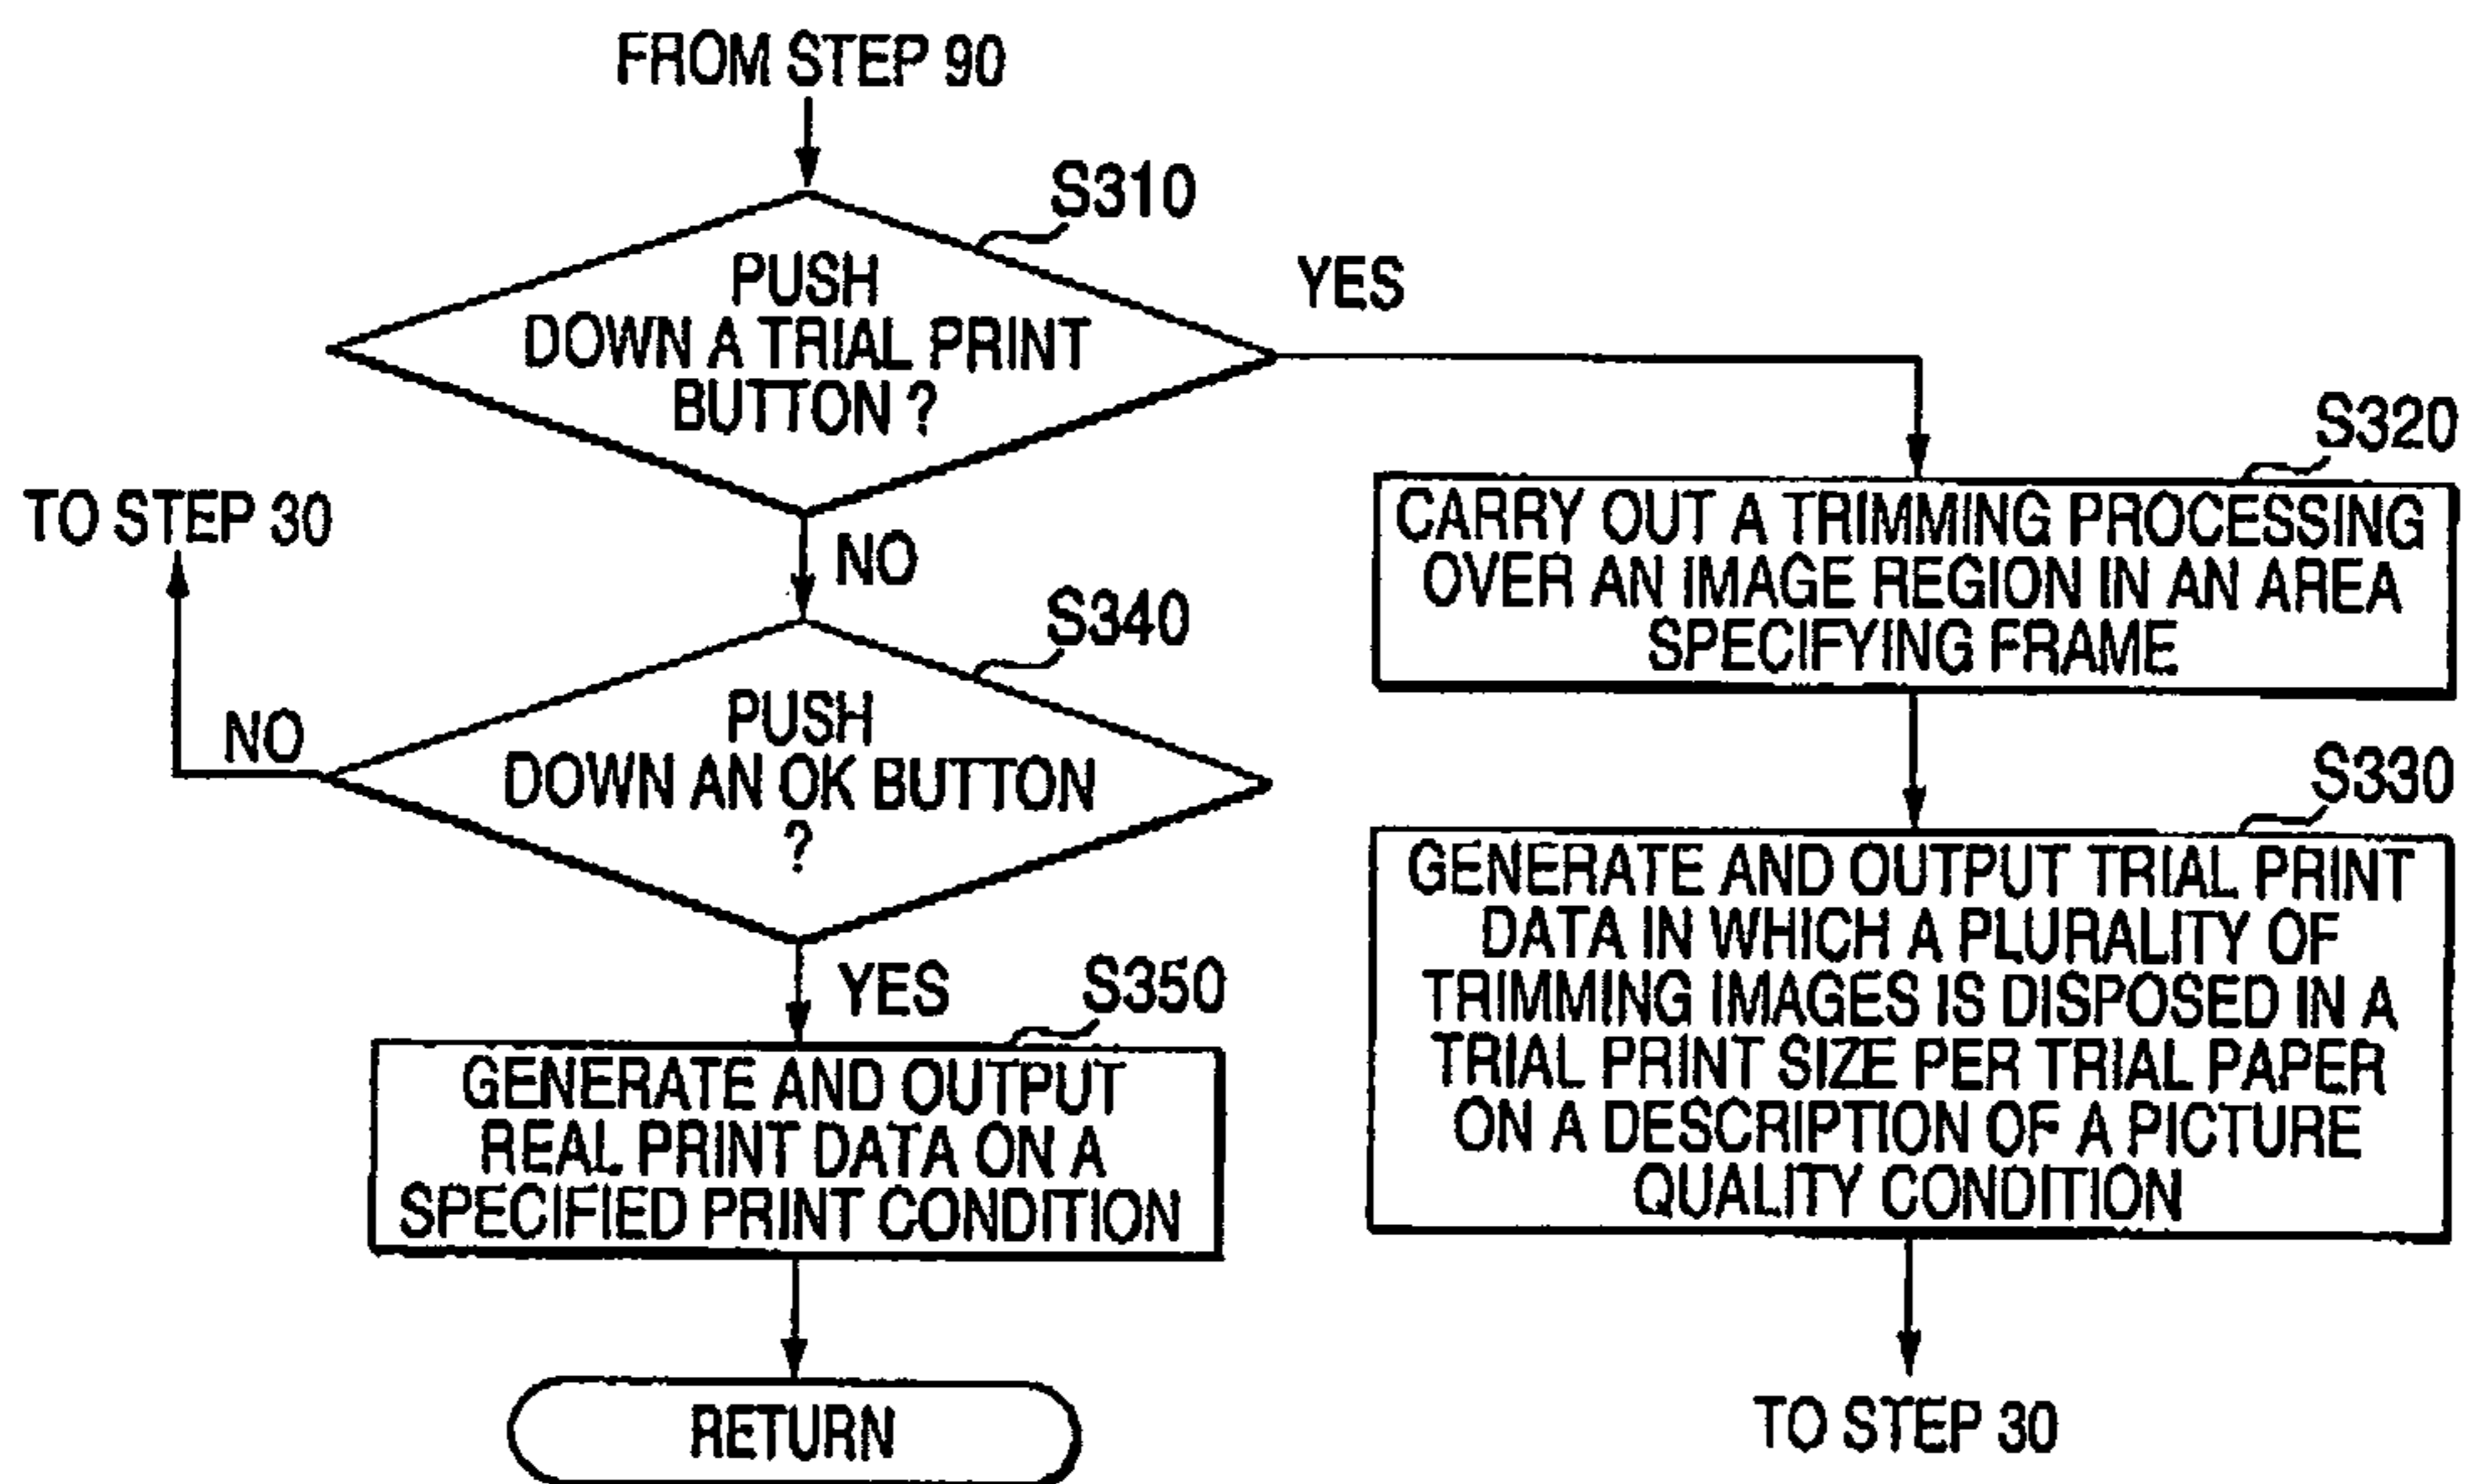 FROM STEP 90
S310
PUSH
DOWN A TRIAL PRINT
BUTTON ?
YES
NO
S320
CARRY OUT A TRIMMING PROCESSING
OVER AN IMAGE REGION IN AN AREA
SPECIFYING FRAME
TO STEP 30
S340
PUSH
DOWN AN OK BUTTON
?
NO
YES
S330
GENERATE AND OUTPUT TRIAL PRINT
DATA IN WHICH A PLURALITY OF
TRIMMING IMAGES IS DISPOSED IN A
TRIAL PRINT SIZE PER TRIAL PAPER
ON A DESCRIPTION OF A PICTURE
QUALITY CONDITION
S350
GENERATE AND OUTPUT
REAL PRINT DATA ON A
SPECIFIED PRINT CONDITION
RETURN
TO STEP 30